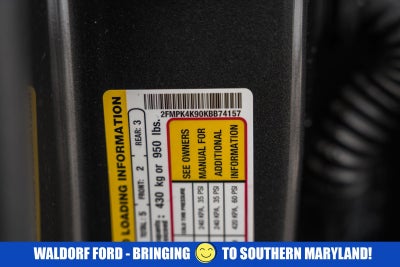 2FMPK4K90KBB74157
LOADING INFORMATION
TOTAL: 5 FRONT: 2 REAR: 3
430 kg or 950 lbs.
SEE OWNERS
MANUAL FOR
ADDITIONAL
INFORMATION
COLD TIRE PRESSURE
240 KPA, 35 PSI
240 KPA, 35 PSI
420 KPA, 60 PSI
WALDORF FORD - BRINGING 😊 TO SOUTHERN MARYLAND!